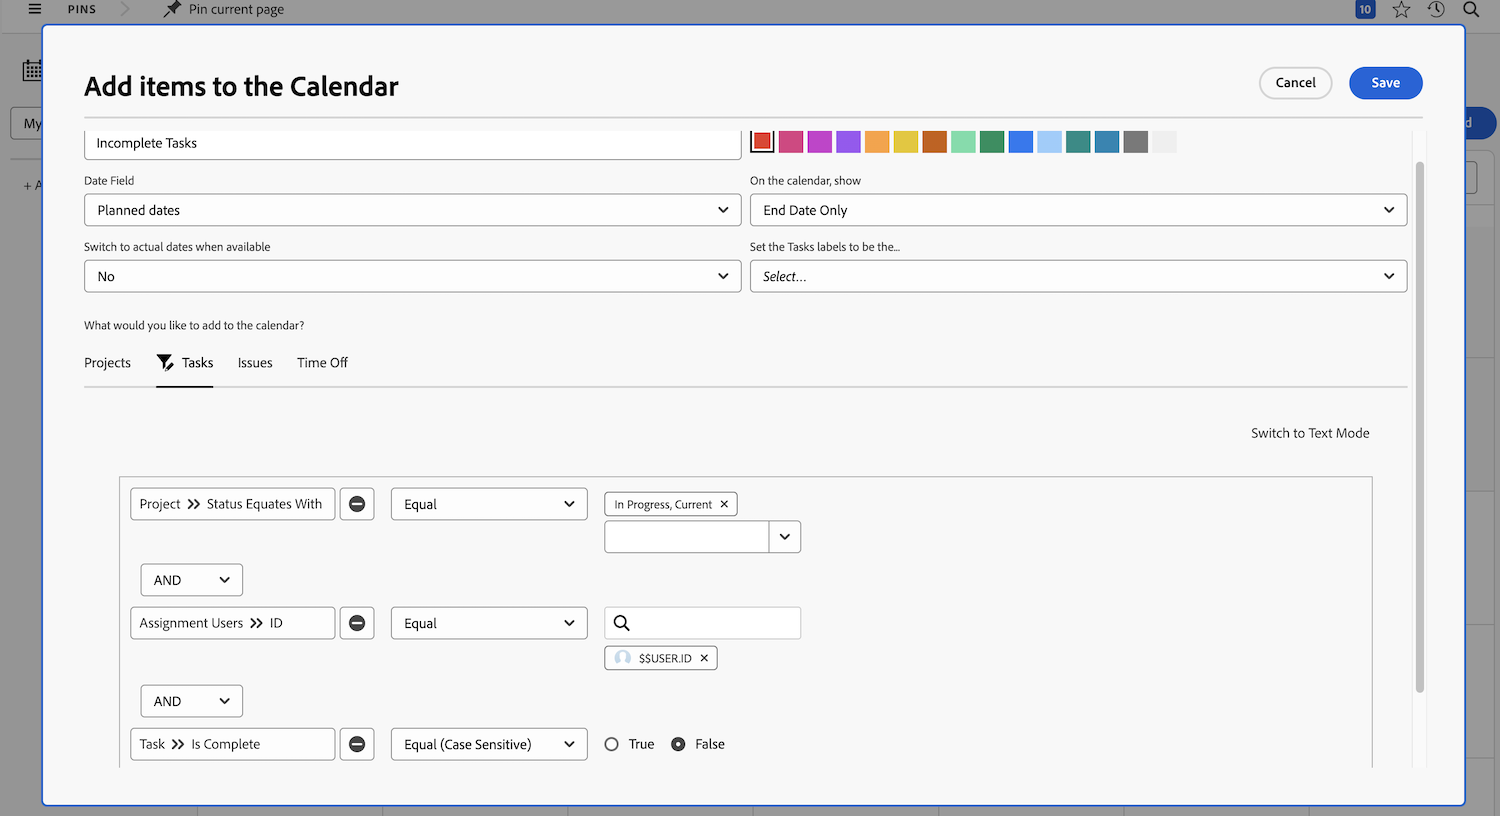 PINS
Pin current page
10
Add items to the Calendar
Cancel
Save
My
d
+ A
Incomplete Tasks
Date Field
On the calendar, show
Planned dates
End Date Only
Switch to actual dates when available
Set the Tasks labels to be the...
No
Select...
What would you like to add to the calendar?
Projects Tasks Issues Time Off
Switch to Text Mode
Project >> Status Equates With
Equal
In Progress, Current ×
AND
Assignment Users >> ID
Equal
$$USER.ID ×
AND
Task >> Is Complete
Equal (Case Sensitive)
True False